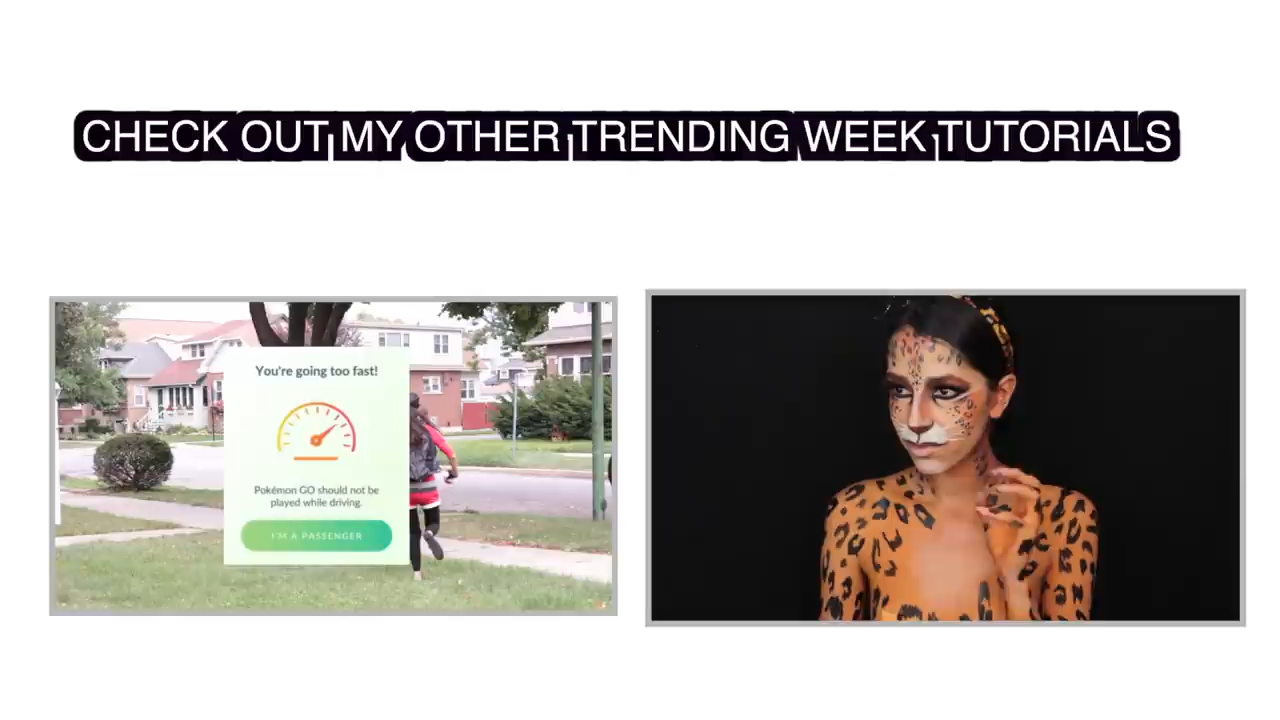 CHECK OUT MY OTHER TRENDING WEEK TUTORIALS
You're going too fast!
Pokémon GO should not be
played while driving.
I'M A PASSENGER